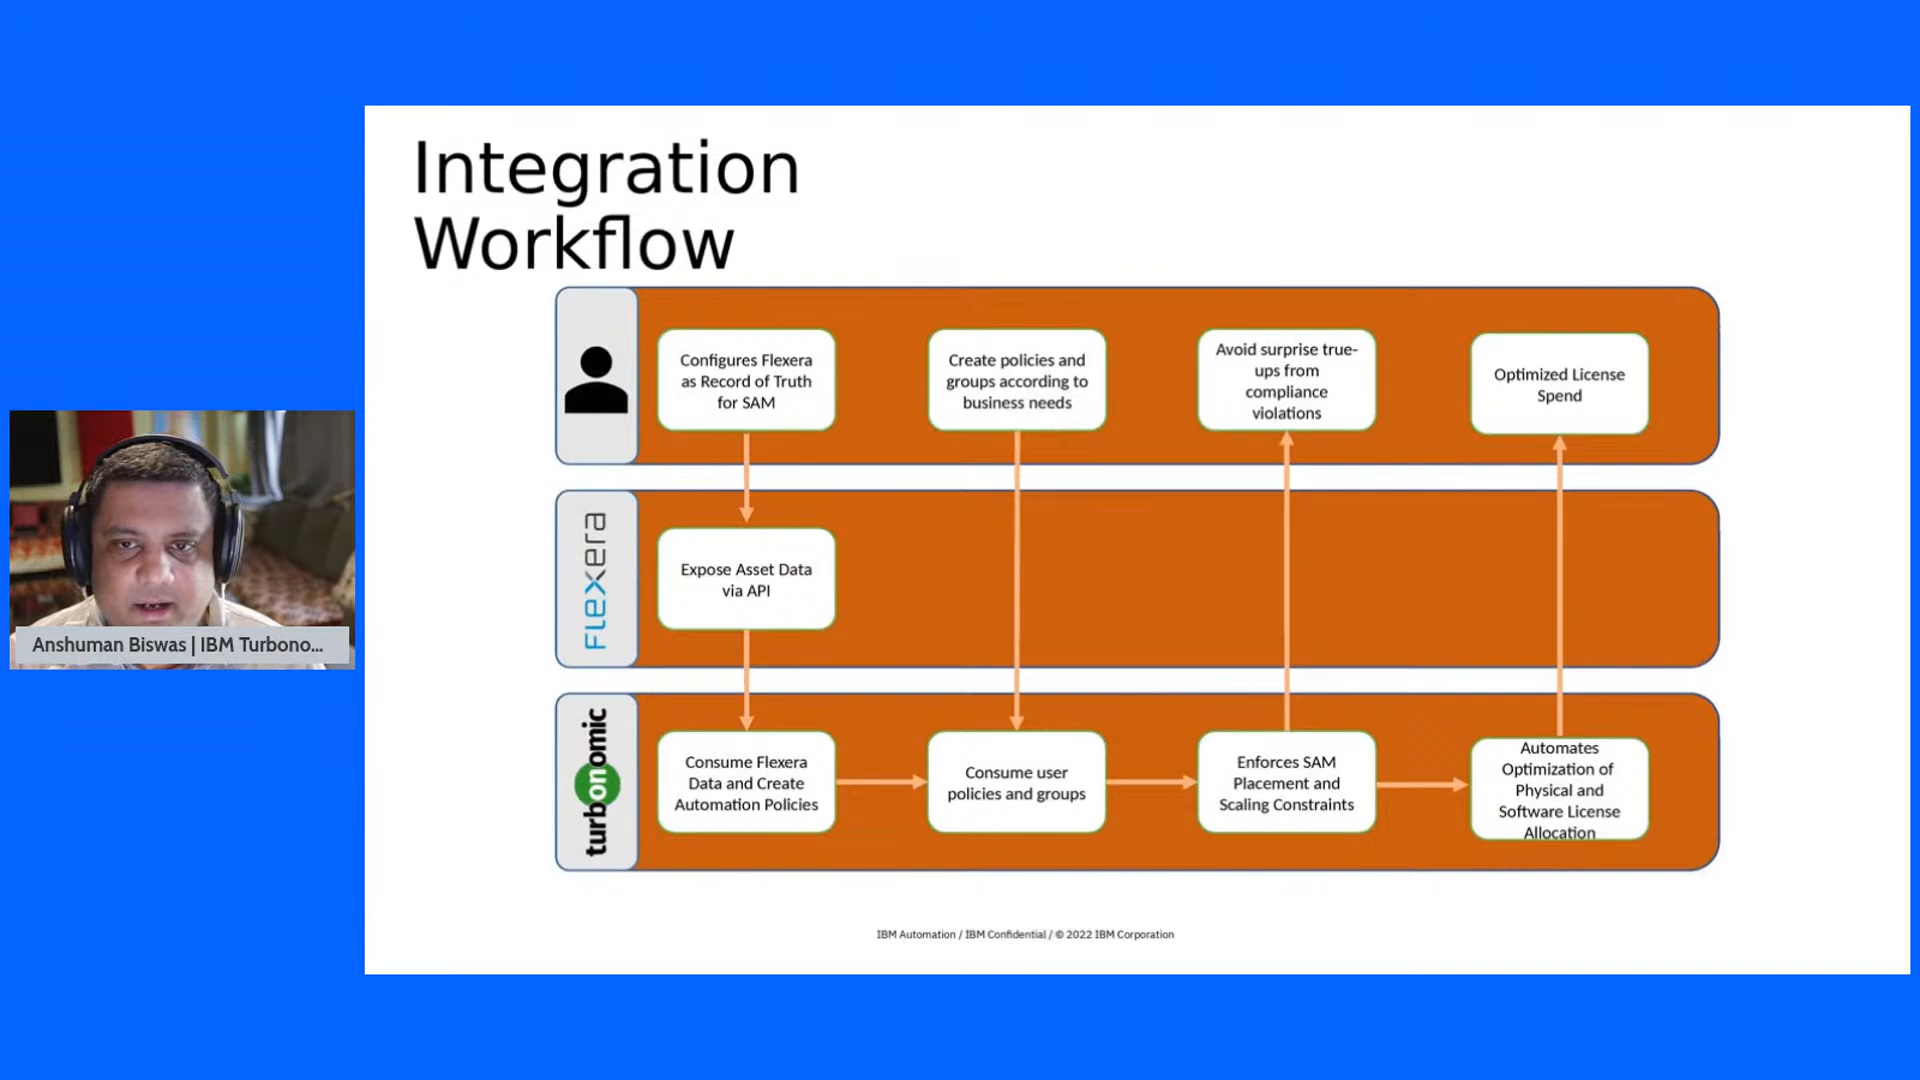 Integration
Workflow
Configures Flexera
as Record of Truth
for SAM
Create policies and
groups according to
business needs
Avoid surprise true-
ups from
compliance
violations
Optimized License
Spend
FLEXERA
Expose Asset Data
via API
turbonomic
Consume Flexera
Data and Create
Automation Policies
Consume user
policies and groups
Enforces SAM
Placement and
Scaling Constraints
Automates
Optimization of
Physical and
Software License
Allocation
Anshuman Biswas | IBM Turbono...
IBM Automation / IBM Confidential / © 2022 IBM Corporation